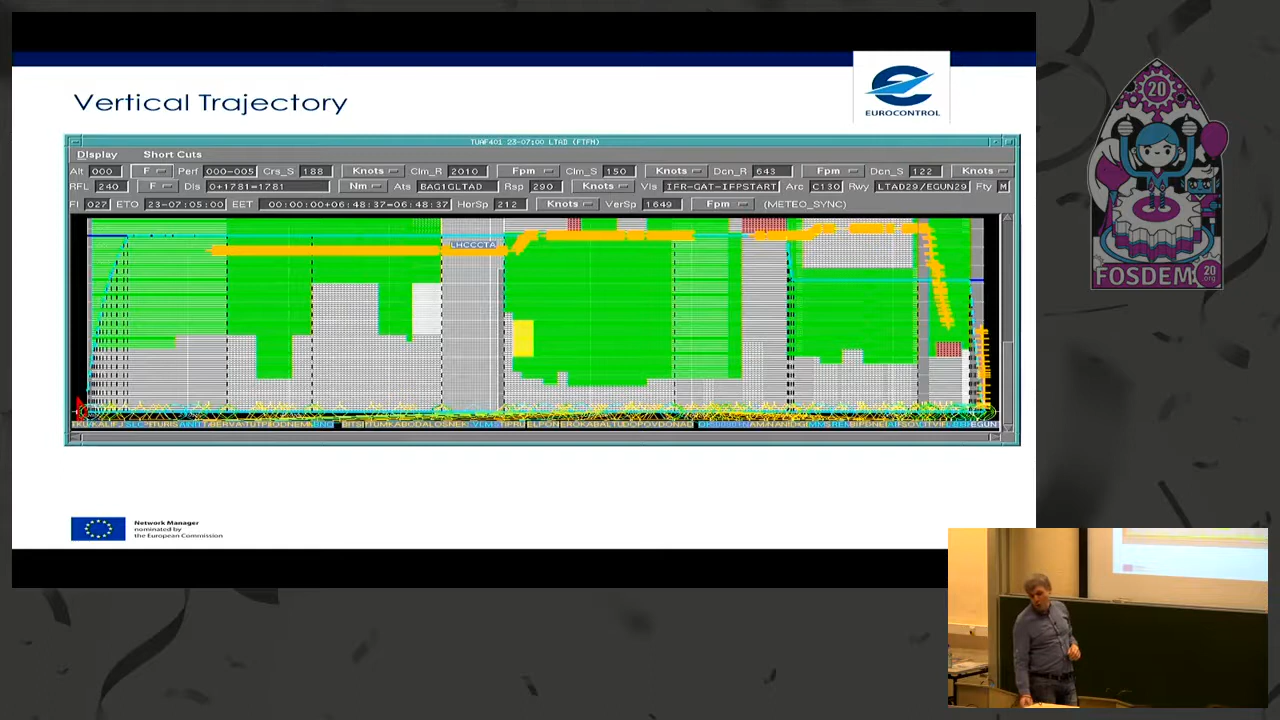 Vertical Trajectory
EUROCONTROL
TUAF401 23-07:00 LTAD (FTFM)
Display Short Cuts
Alt 000 F Perf 000-005 Crs_S 188 Knots Clm_R 2010 Fpm Clm_S 150 Knots Dcn_R 643 Fpm Dcn_S 122 Knots
RFL 240 F Dis 0+1781=1781 Nm Ats BAG1GLTAD Rsp 290 Knots Vis IFR-GAT-IFPSTART Arc C130 Rwy LTAD29/EGUN29 Fty M
Fl 027 ETO 23-07:05:00 EET 00:00:00+06:48:37=06:48:37 HorSp 212 Knots VerSp 1649 Fpm (METEO_SYNC)
LHCCCTA
Network Manager
nominated by
the European Commission
20
FOSDEM
20
.org